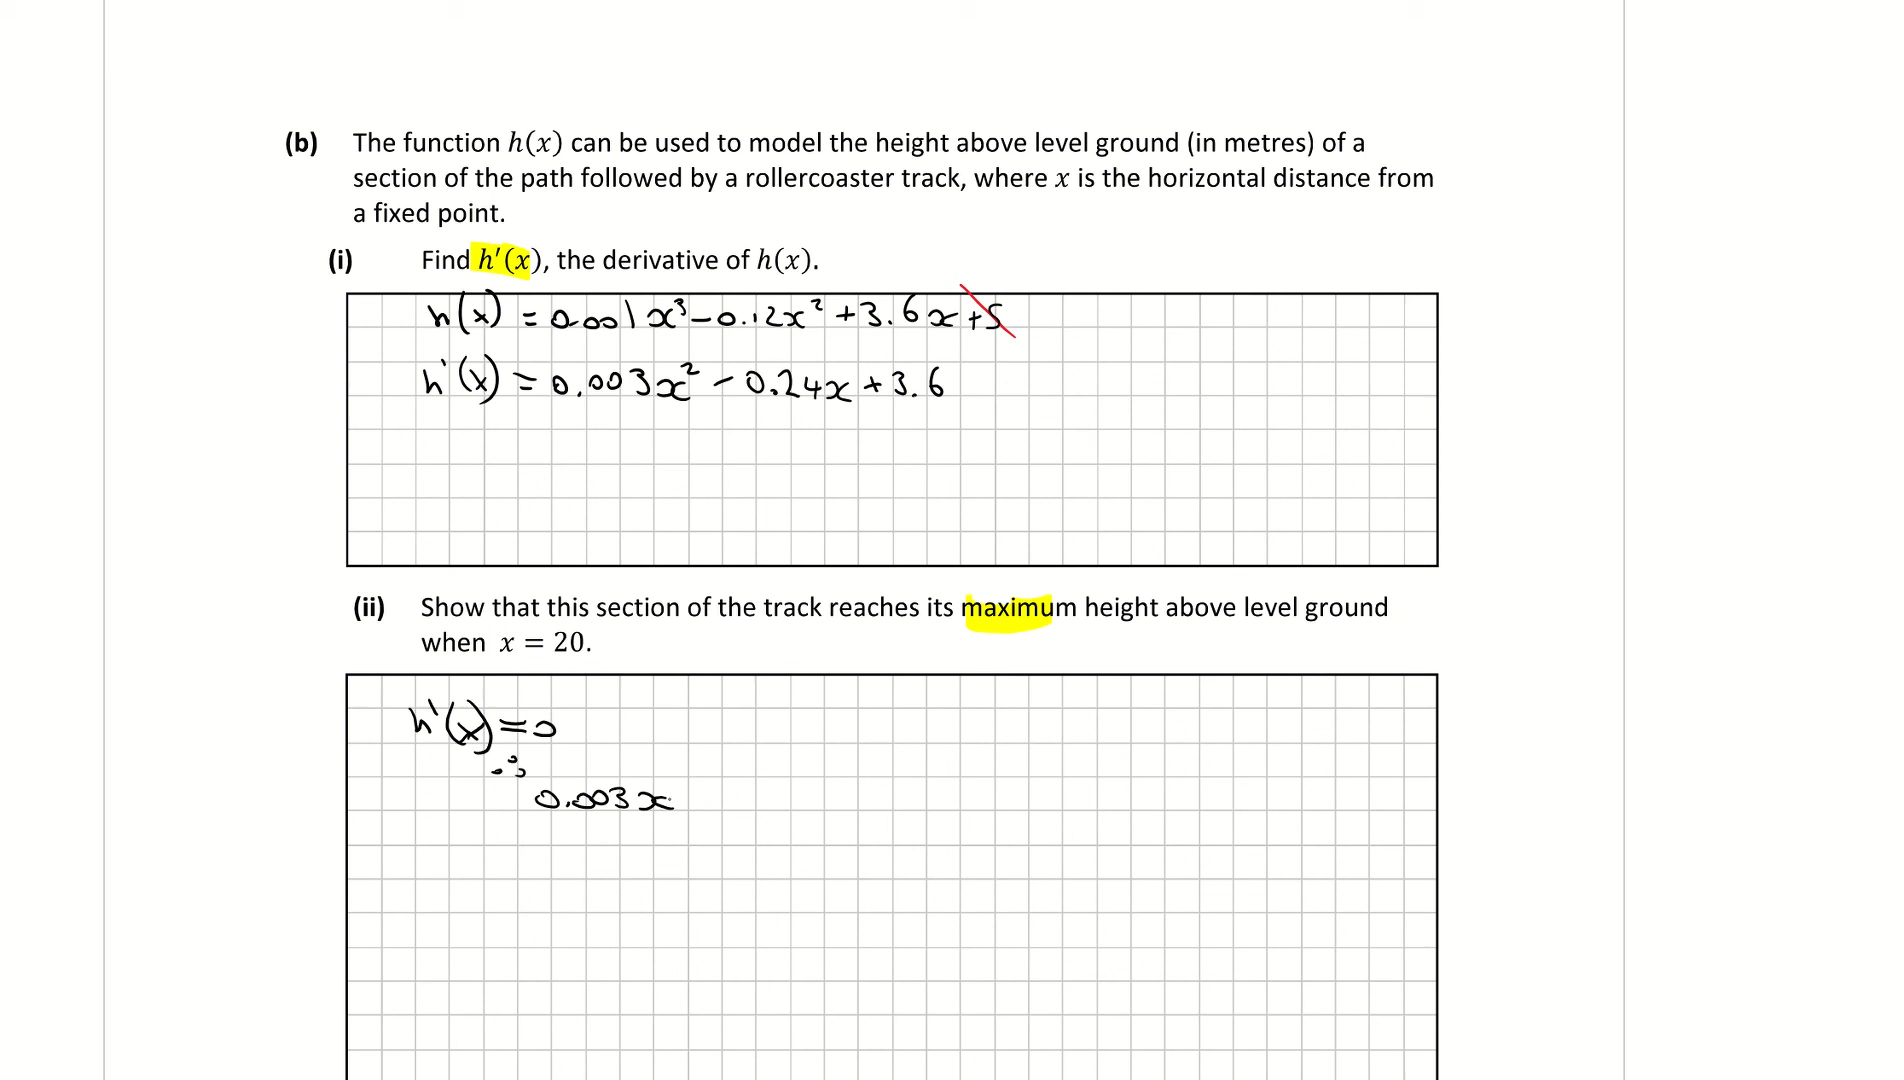 (b) The function h(x) can be used to model the height above level ground (in metres) of a
section of the path followed by a rollercoaster track, where x is the horizontal distance from
a fixed point.
(i) Find h′(x), the derivative of h(x).
h(x) = 0.001x³ - 0.12x² + 3.6x + 5
h'(x) = 0.003x² - 0.24x + 3.6
(ii) Show that this section of the track reaches its maximum height above level ground
when x = 20.
h'(x) = 0
∴
0.003x